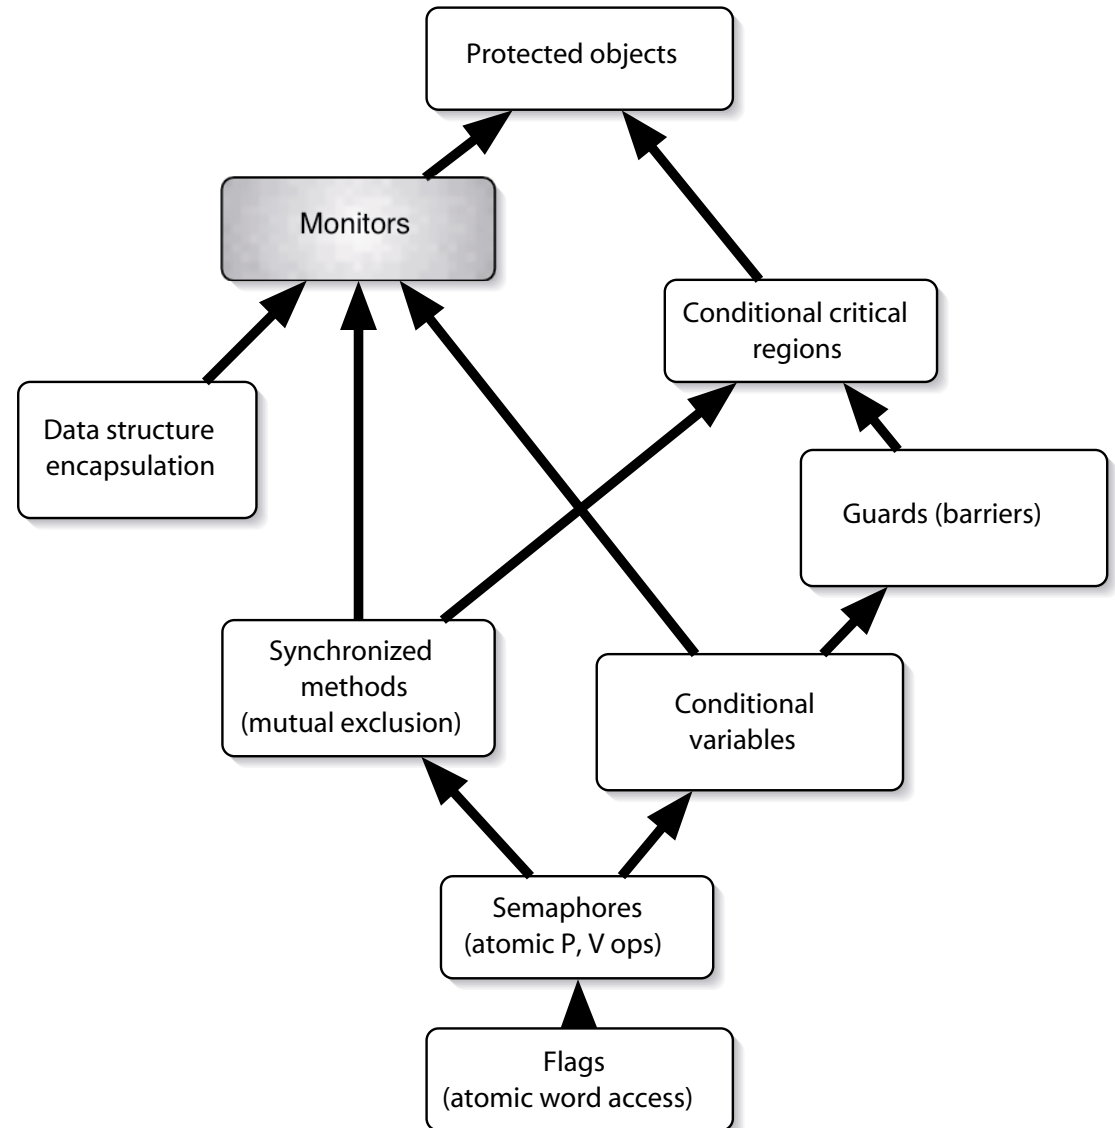 Protected objects
Monitors
Conditional critical
regions
Data structure
encapsulation
Guards (barriers)
Synchronized
methods
(mutual exclusion)
Conditional
variables
Semaphores
(atomic P, V ops)
Flags
(atomic word access)